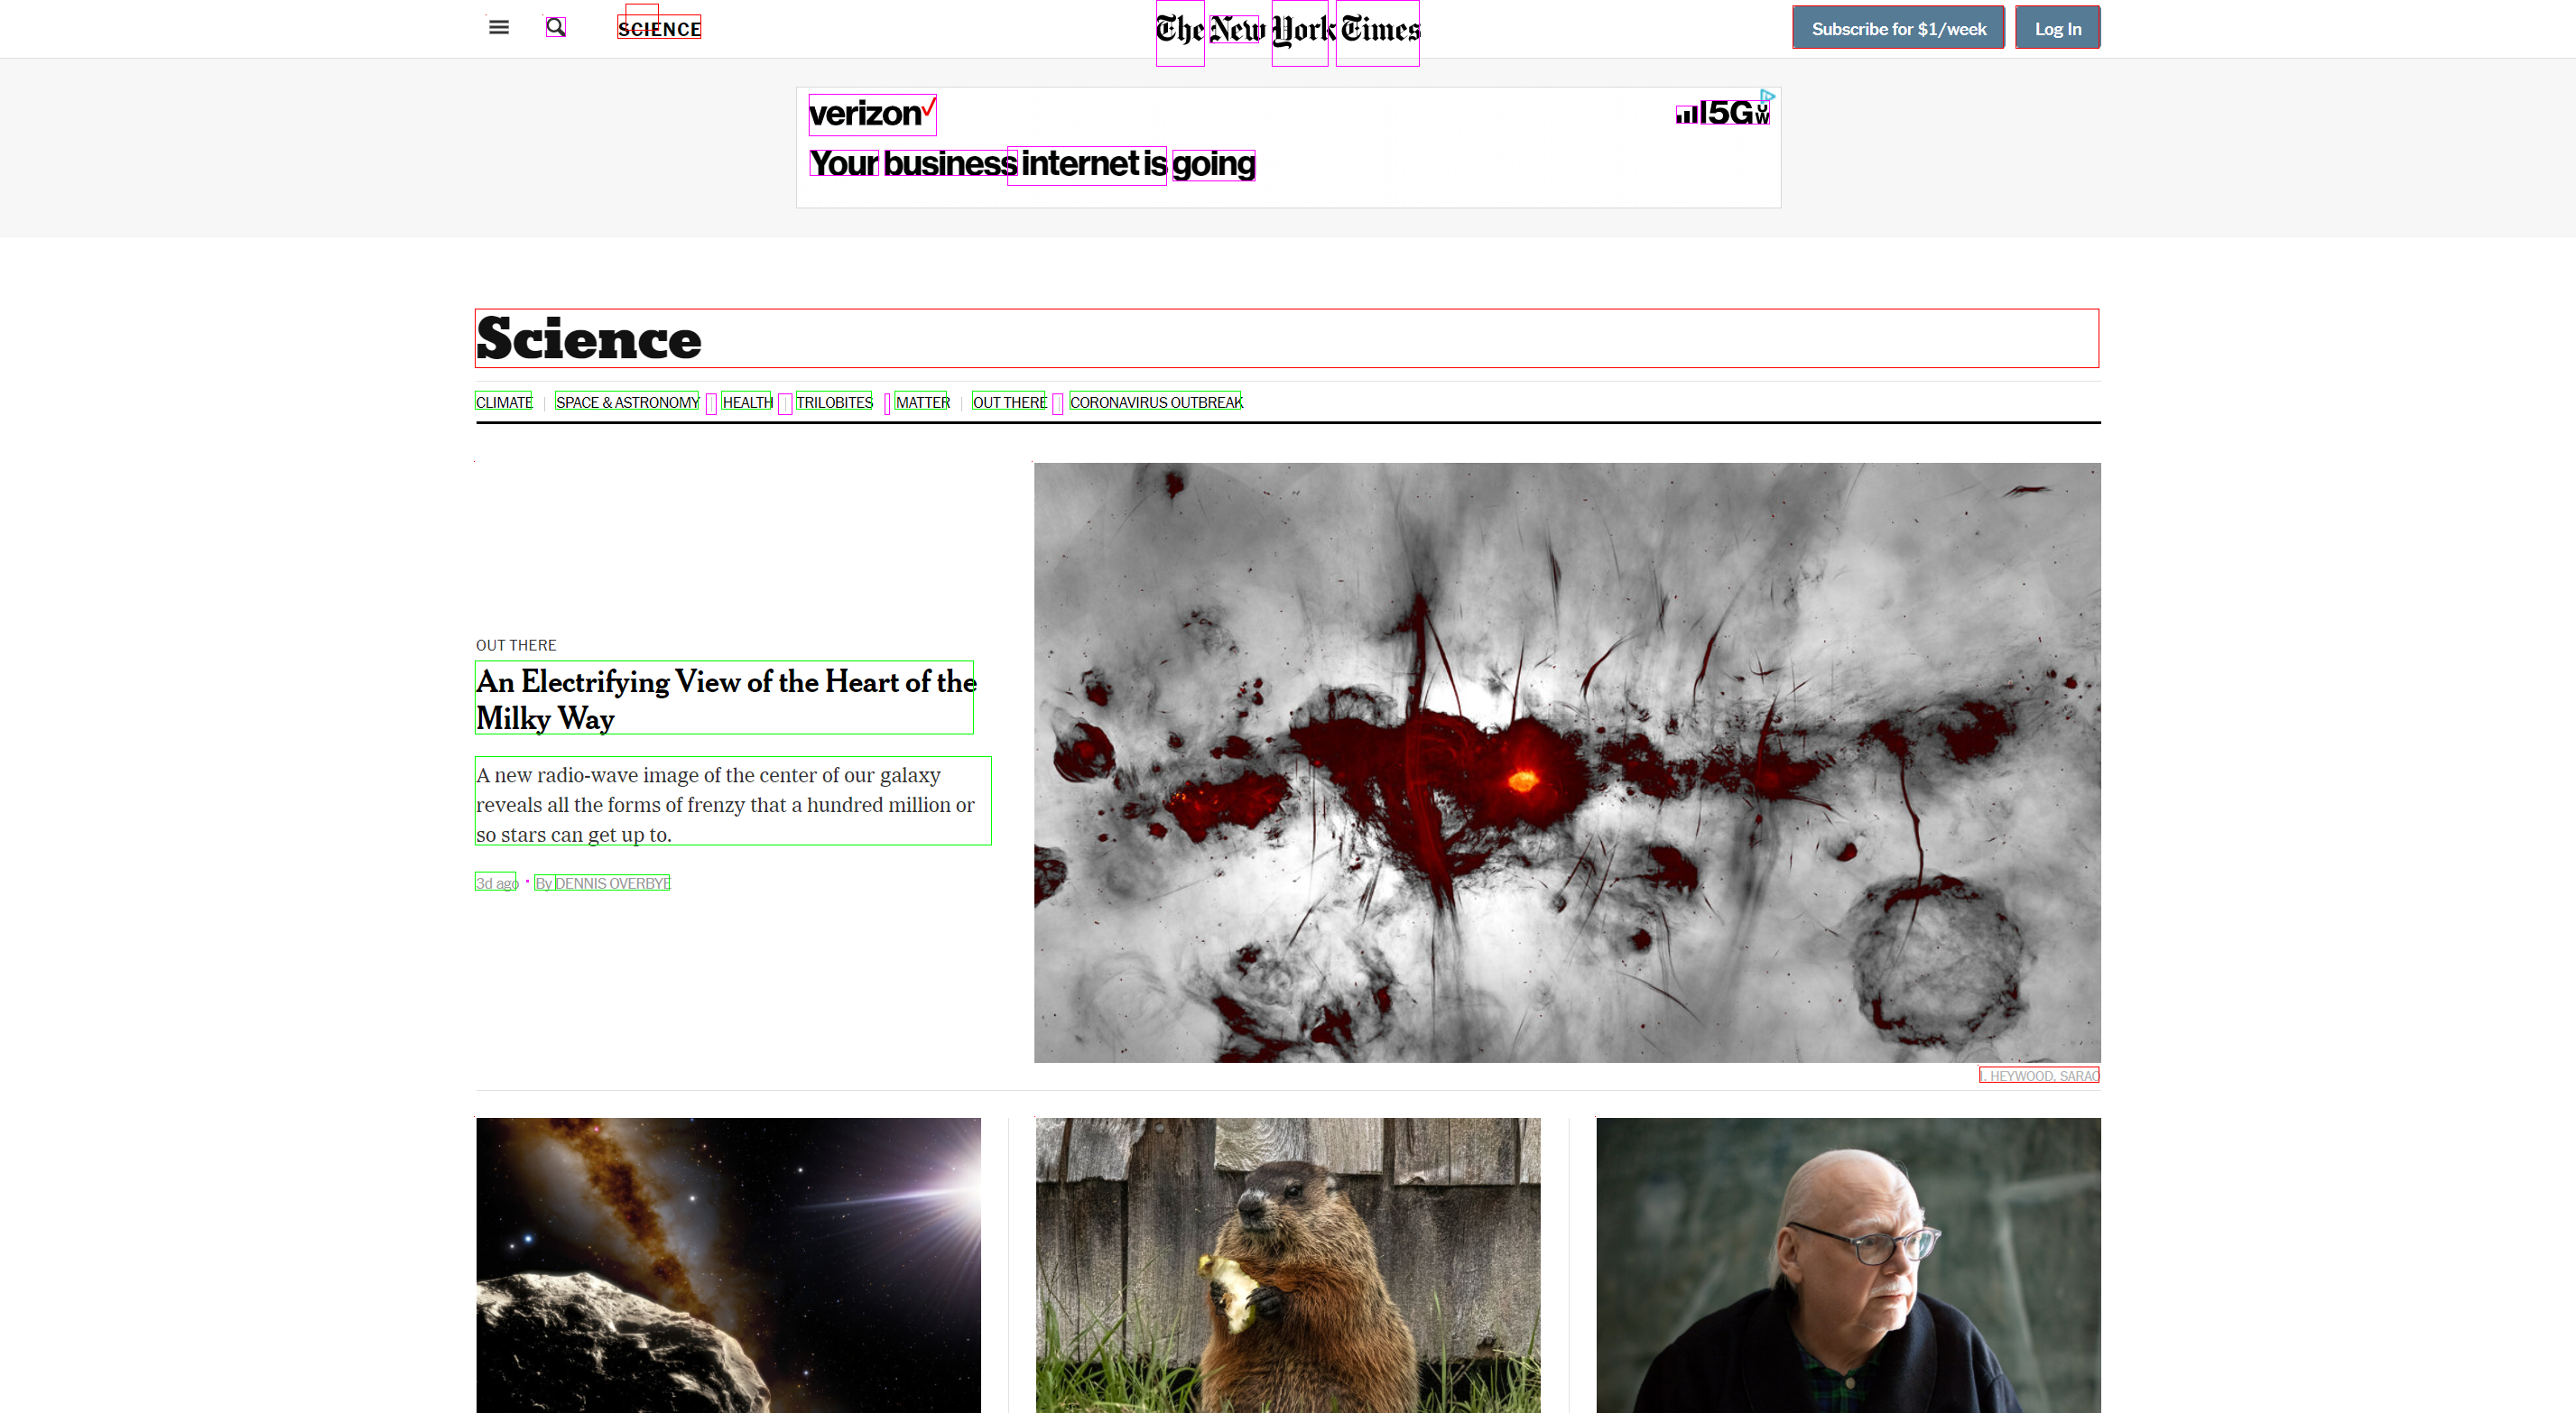 SCIENCE
The New York Times
Subscribe for $1/week
Log In
verizon
5G UW
Your business internet is going
Science
CLIMATE
SPACE & ASTRONOMY
HEALTH
TRILOBITES
MATTER
OUT THERE
CORONAVIRUS OUTBREAK
OUT THERE
An Electrifying View of the Heart of the
Milky Way
A new radio-wave image of the center of our galaxy
reveals all the forms of frenzy that a hundred million or
so stars can get up to.
3d ago · By DENNIS OVERBYE
I. HEYWOOD, SARAO